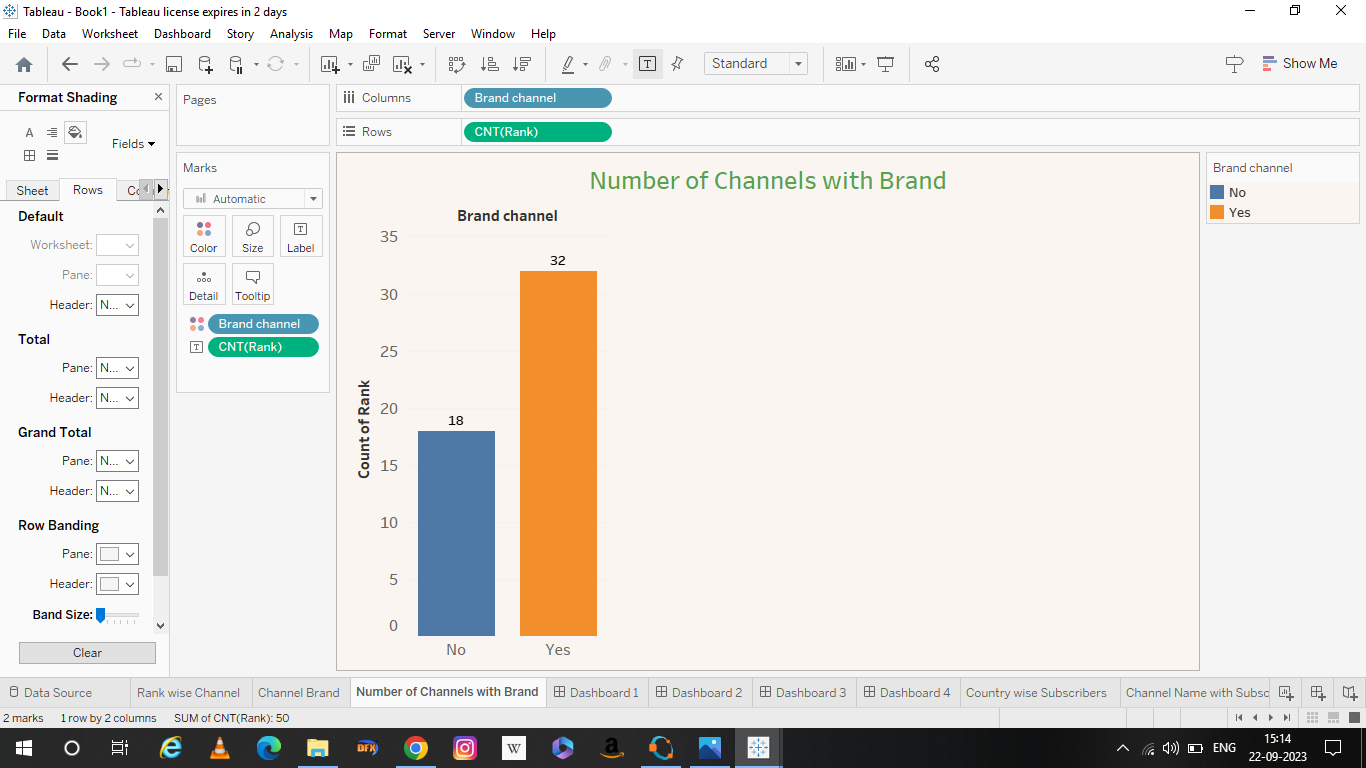 Tableau - Book1 - Tableau license expires in 2 days
File Data Worksheet Dashboard Story Analysis Map Format Server Window Help
Standard
Show Me
Format Shading
Fields
Sheet Rows
Default
Worksheet:
Pane:
Header: N...
Total
Pane: N...
Header: N...
Grand Total
Pane: N...
Header: N...
Row Banding
Pane:
Header:
Band Size:
Clear
Pages
Marks
Automatic
Color Size Label
Detail Tooltip
Brand channel
CNT(Rank)
Columns Brand channel
Rows CNT(Rank)
Number of Channels with Brand
Brand channel
35
30
25
20
15
10
5
0
Count of Rank
18
32
No Yes
Brand channel
No
Yes
Data Source Rank wise Channel Channel Brand Number of Channels with Brand Dashboard 1 Dashboard 2 Dashboard 3 Dashboard 4 Country wise Subscribers Channel Name with Subsc
2 marks 1 row by 2 columns SUM of CNT(Rank): 50
DFX W a ENG
15:14
22-09-2023